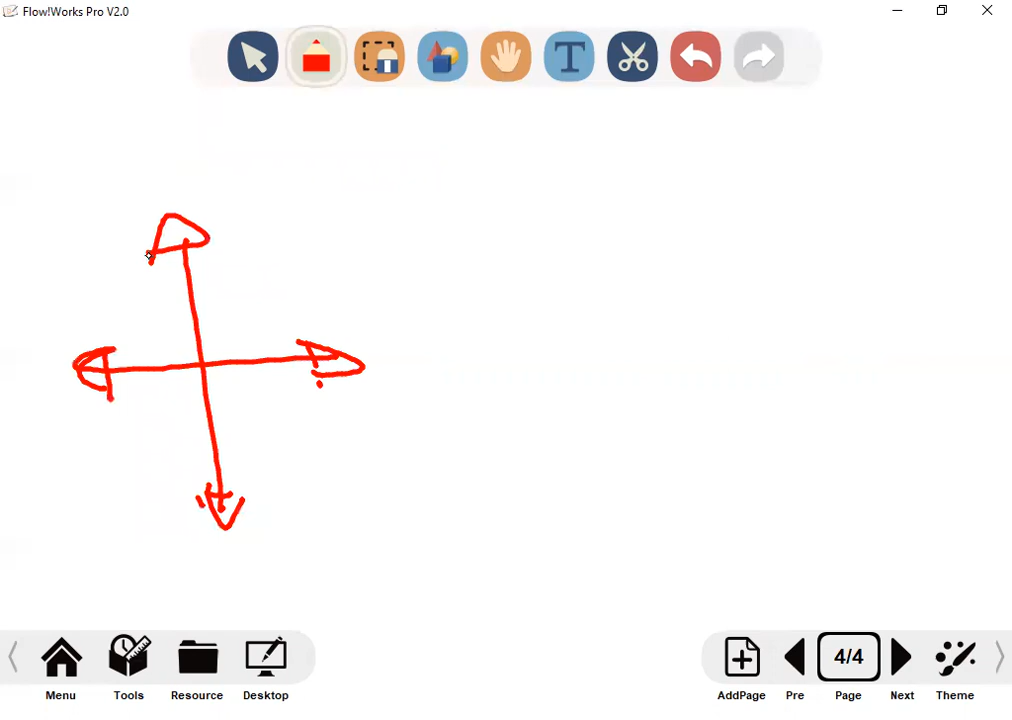 Flow!Works Pro V2.0
T
Menu Tools Resource Desktop
4/4
AddPage Pre Page Next Theme